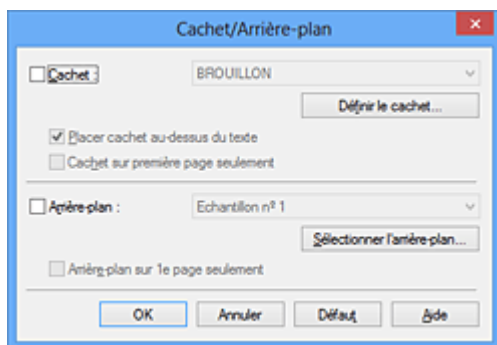 Cachet/Arrière-plan
Cachet : BROUILLON
Définir le cachet...
Placer cachet au-dessus du texte
Cachet sur première page seulement
Arrière-plan : Echantillon nº 1
Sélectionner l'arrière-plan...
Arrière-plan sur 1e page seulement
OK Annuler Défaut Aide